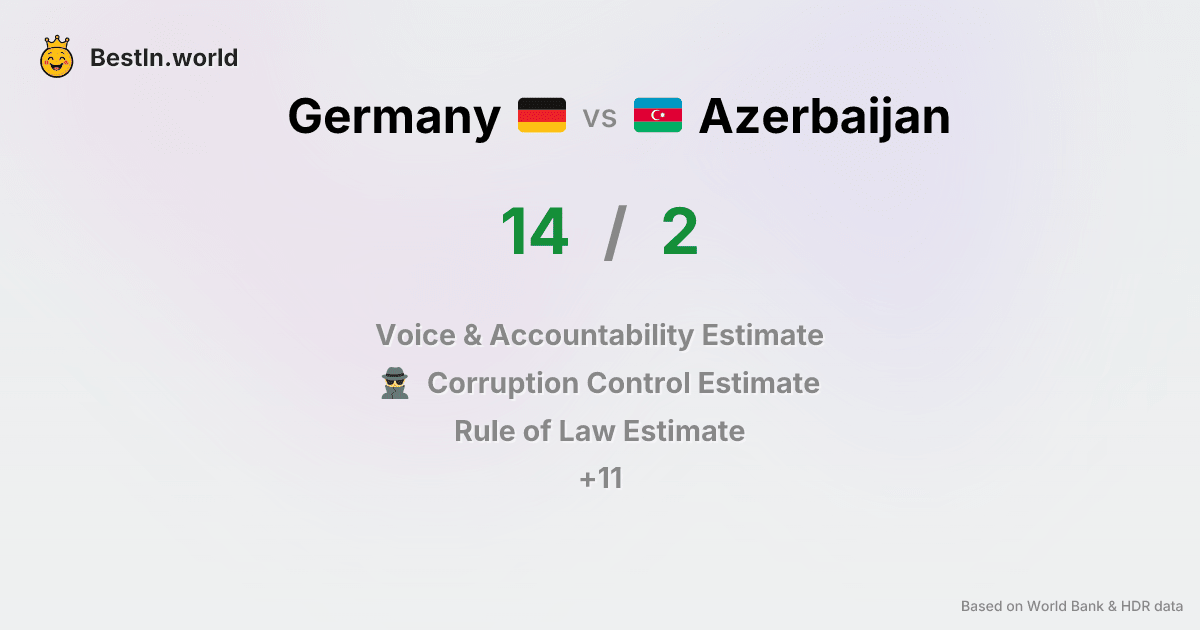 BestIn.world
Germany vs Azerbaijan
14 / 2
Voice & Accountability Estimate
Corruption Control Estimate
Rule of Law Estimate
+11
Based on World Bank & HDR data